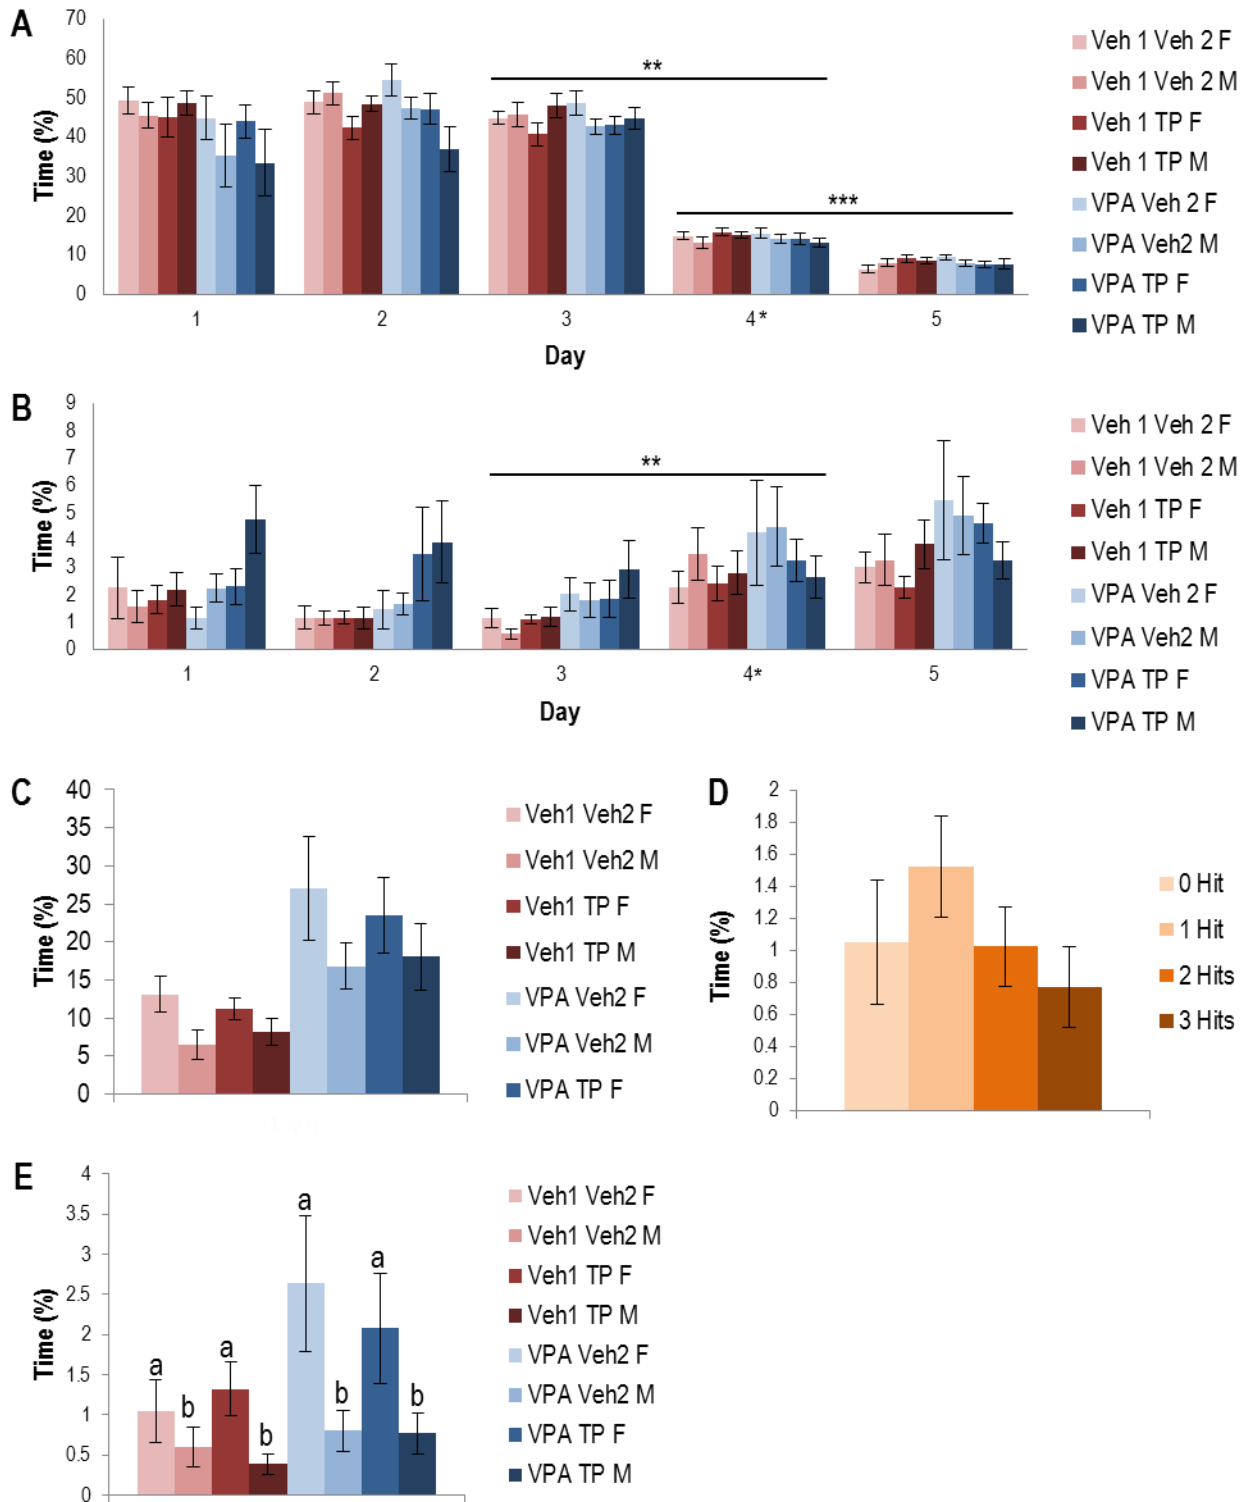 A
70
60
50
40
30
20
10
0
Time (%)
**
***
1
2
3
4*
5
Day
Veh 1 Veh 2 F
Veh 1 Veh 2 M
Veh 1 TP F
Veh 1 TP M
VPA Veh 2 F
VPA Veh2 M
VPA TP F
VPA TP M
B
9
8
7
6
5
4
3
2
1
0
Time (%)
**
1
2
3
4*
5
Day
Veh 1 Veh 2 F
Veh 1 Veh 2 M
Veh 1 TP F
Veh 1 TP M
VPA Veh 2 F
VPA Veh2 M
VPA TP F
VPA TP M
C
40
35
30
25
20
15
10
5
0
Time (%)
Veh1 Veh2 F
Veh1 Veh2 M
Veh1 TP F
Veh1 TP M
VPA Veh2 F
VPA Veh2 M
VPA TP F
D
2
1.8
1.6
1.4
1.2
1
0.8
0.6
0.4
0.2
0
Time (%)
0 Hit
1 Hit
2 Hits
3 Hits
E
4
3.5
3
2.5
2
1.5
1
0.5
0
Time (%)
a
b
a
b
a
b
a
b
Veh1 Veh2 F
Veh1 Veh2 M
Veh1 TP F
Veh1 TP M
VPA Veh2 F
VPA Veh2 M
VPA TP F
VPA TP M